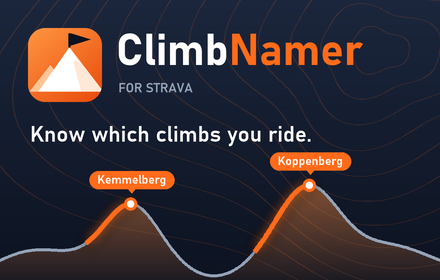 ClimbNamer
FOR STRAVA
Know which climbs you ride.
Koppenberg
Kemmelberg